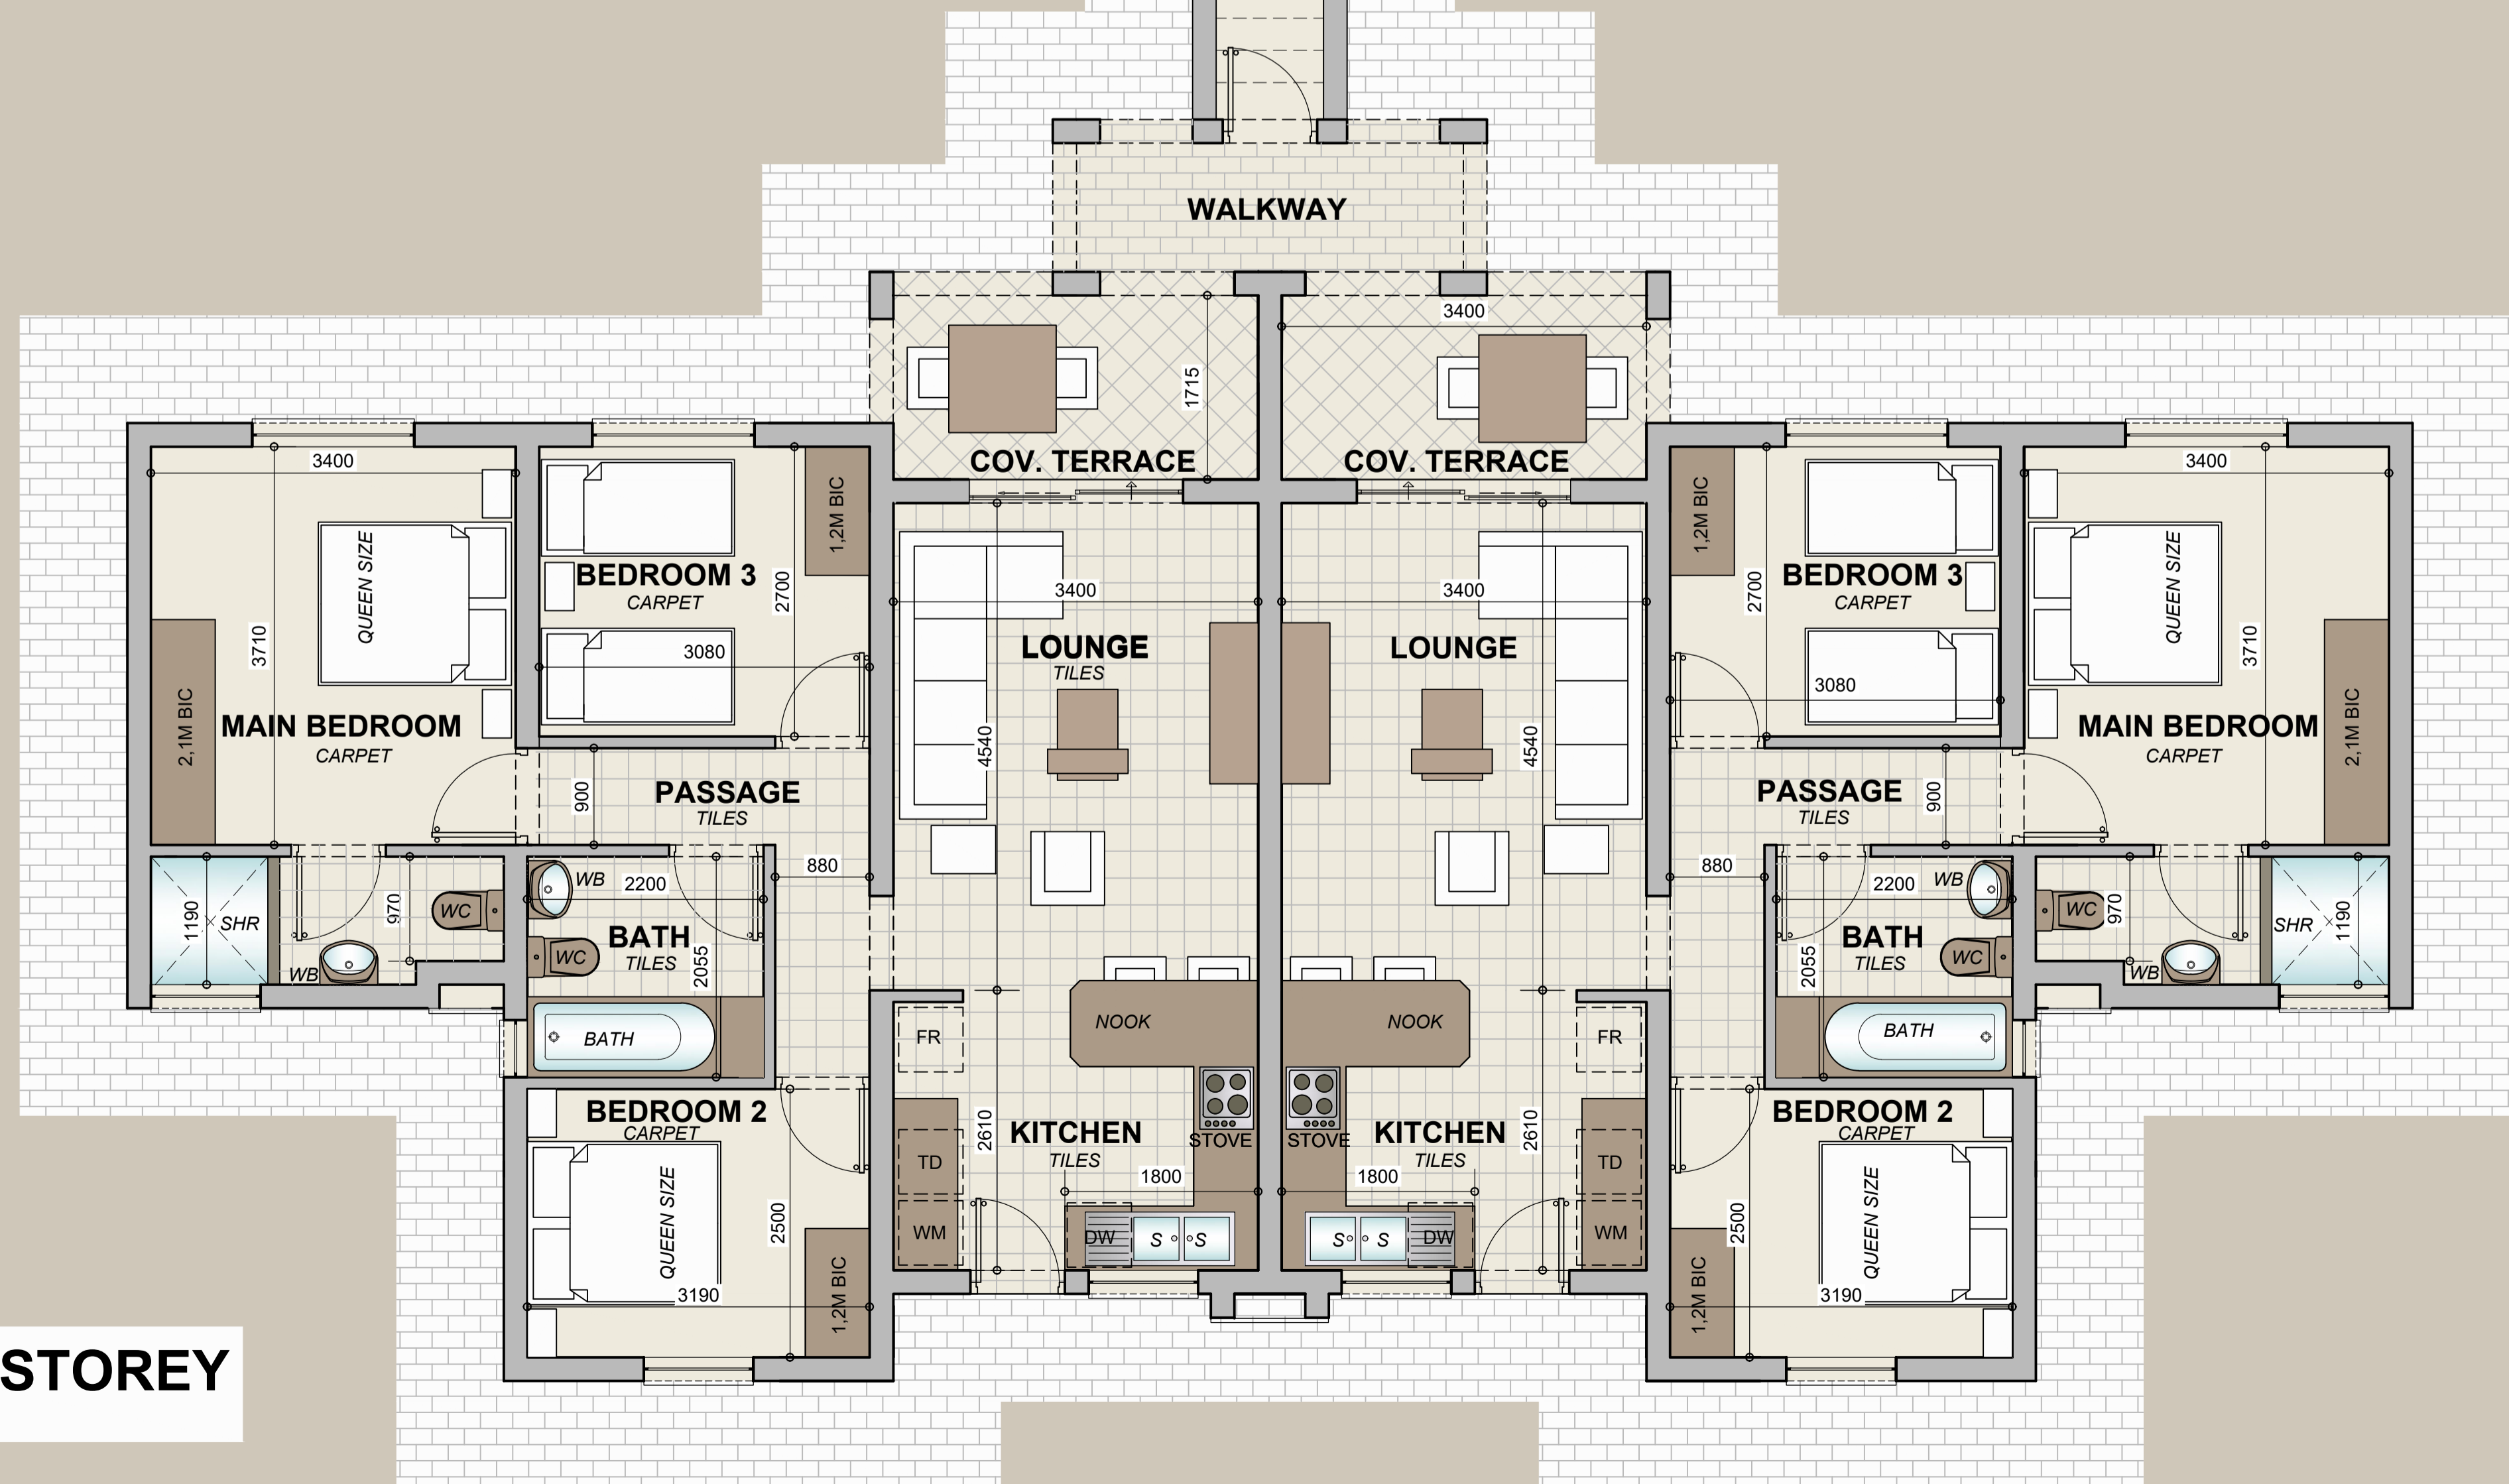 WALKWAY
3400
1715
COV. TERRACE
COV. TERRACE
3400
3400
QUEEN SIZE
1,2M BIC
1,2M BIC
QUEEN SIZE
BEDROOM 3
CARPET
2700
3400
3400
2700
BEDROOM 3
CARPET
3710
3080
LOUNGE
TILES
LOUNGE
3080
3710
2,1M BIC
MAIN BEDROOM
CARPET
4540
4540
MAIN BEDROOM
CARPET
2,1M BIC
900
PASSAGE
TILES
PASSAGE
TILES
900
880
880
1190
SHR
970
WC
WB
WB
2200
BATH
TILES
2055
WC
BATH
2200
WB
BATH
TILES
2055
WC
BATH
WC
970
WB
SHR
1190
NOOK
NOOK
FR
FR
BEDROOM 2
CARPET
2610
KITCHEN
TILES
STOVE
STOVE
KITCHEN
TILES
2610
BEDROOM 2
CARPET
TD
1800
1800
TD
QUEEN SIZE
2500
WM
DW
S
S
S
S
DW
WM
2500
QUEEN SIZE
3190
1,2M BIC
1,2M BIC
3190
STOREY